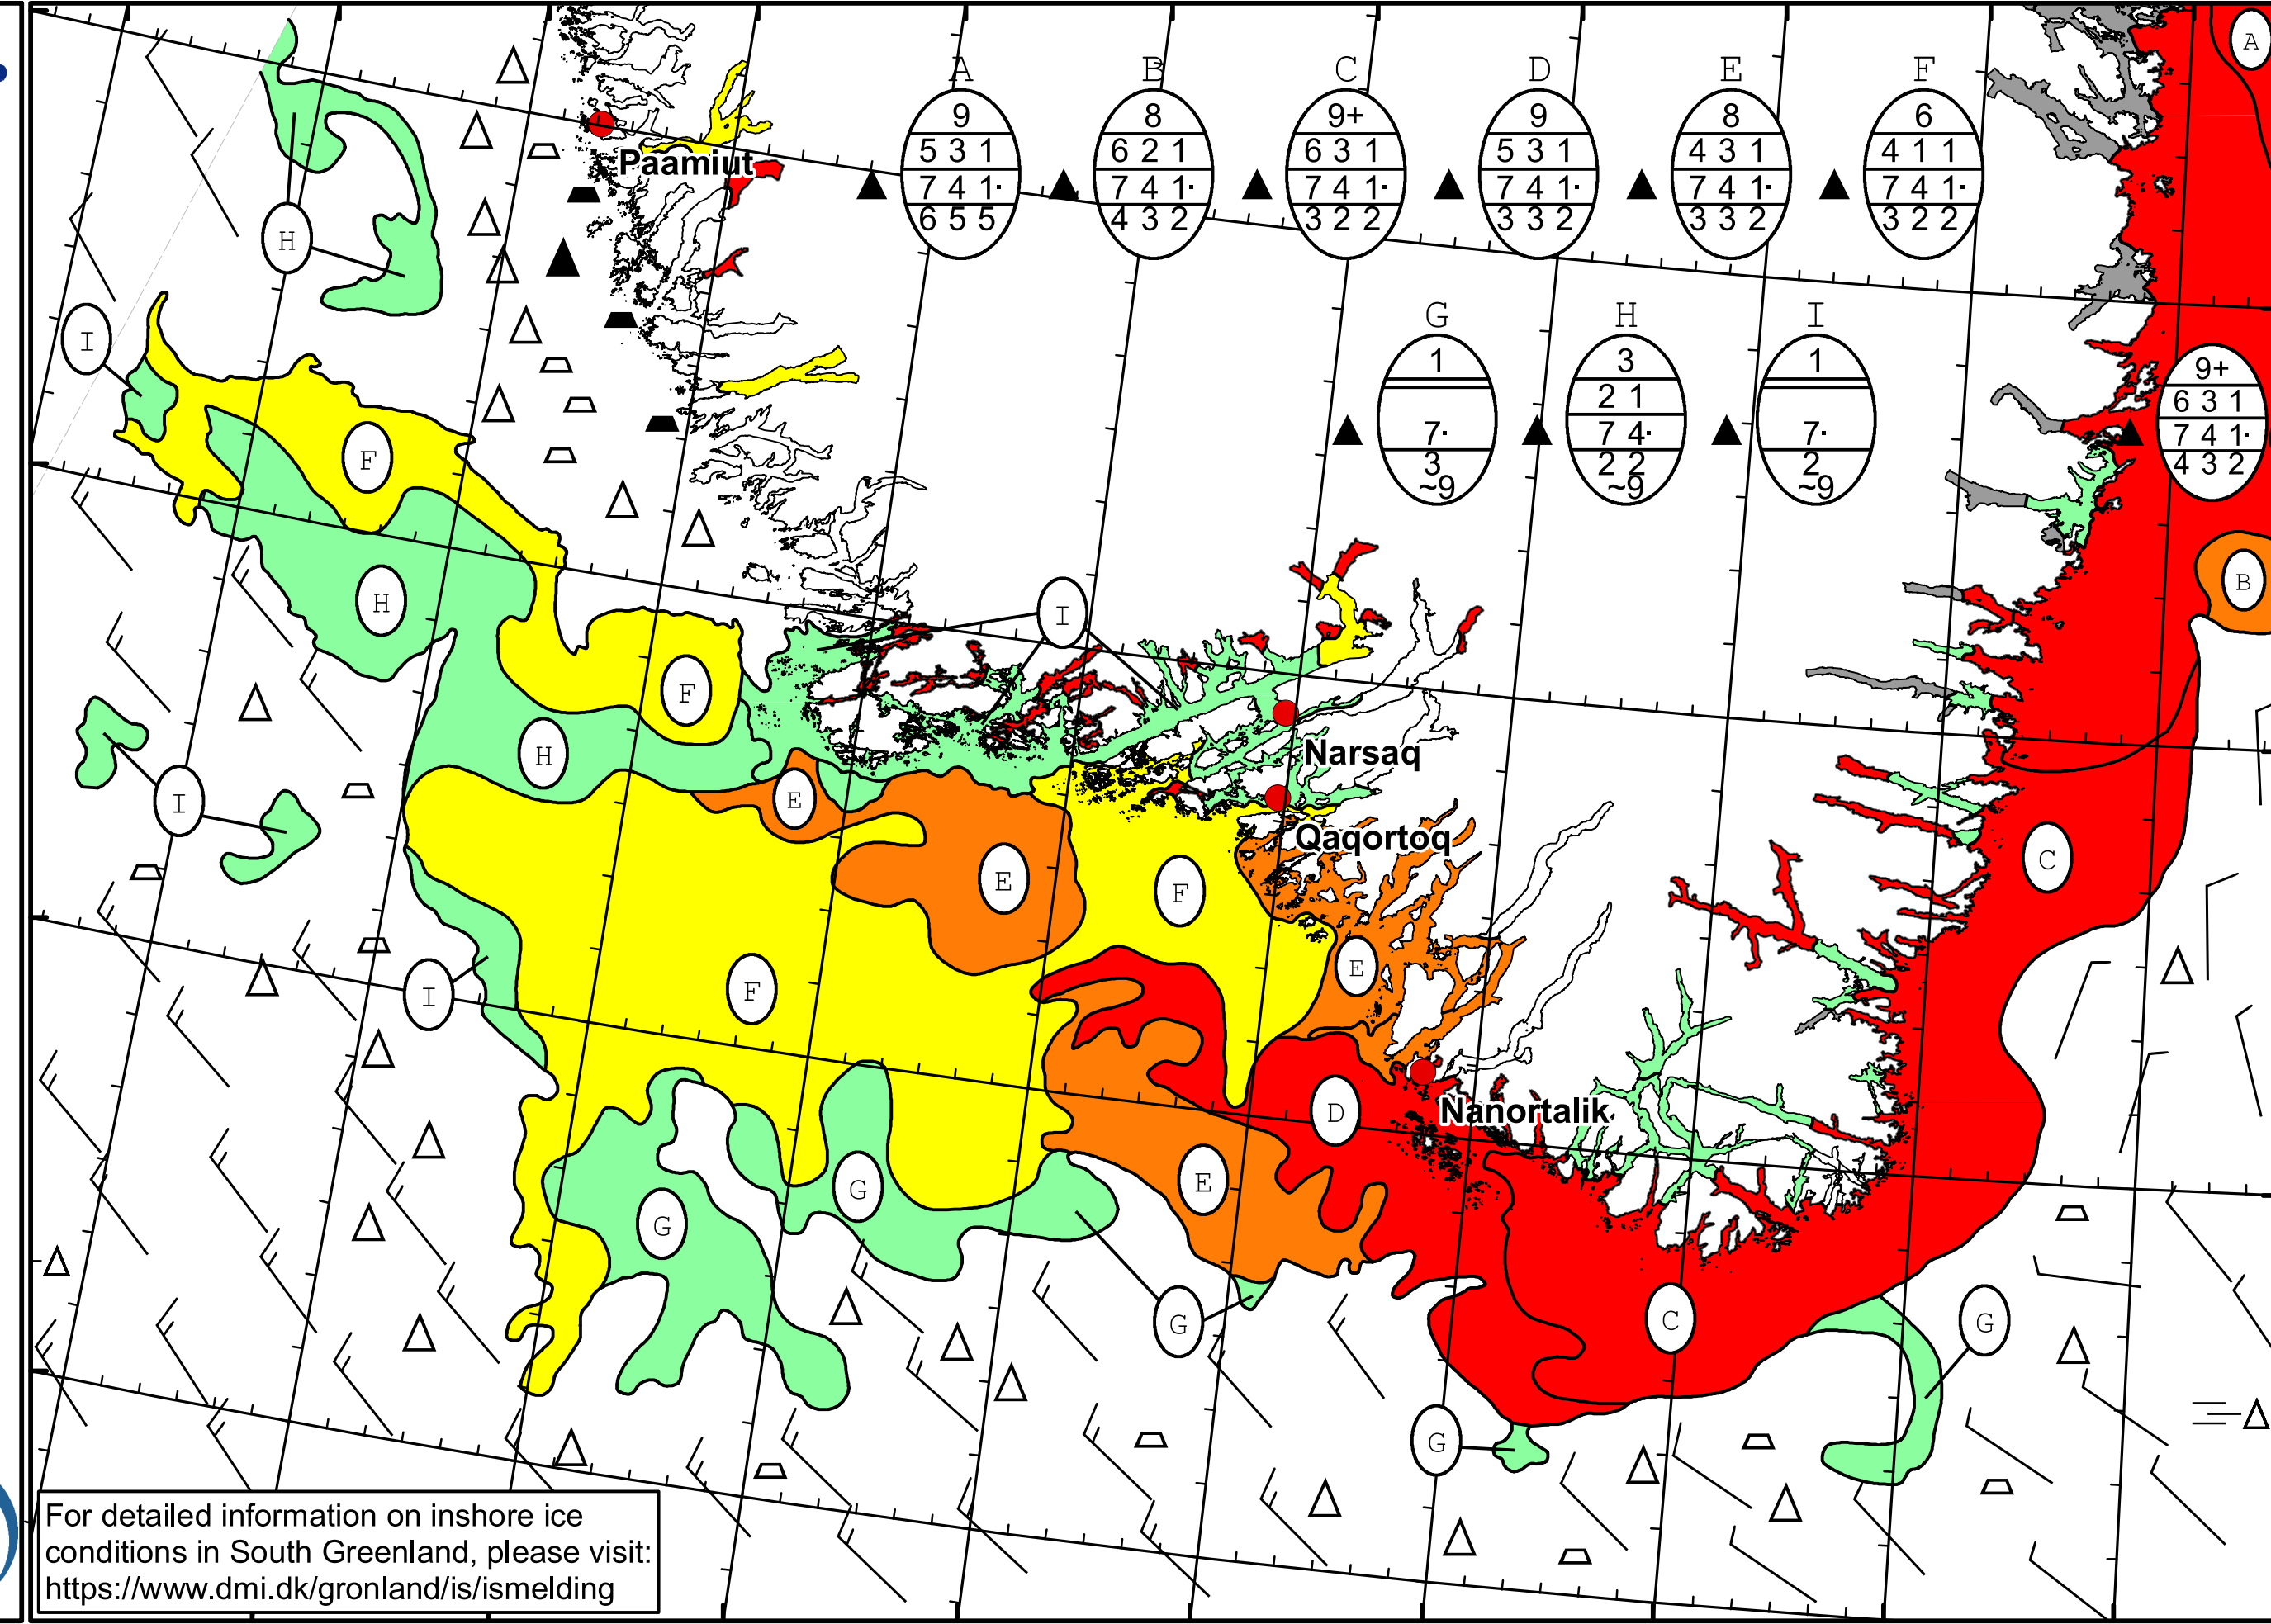 A
A B C D E F
9 8 9+ 9 8 6
5 3 1 6 2 1 6 3 1 5 3 1 4 3 1 4 1 1
7 4 1· 7 4 1· 7 4 1· 7 4 1· 7 4 1· 7 4 1·
6 5 5 4 3 2 3 2 2 3 3 2 3 3 2 3 2 2
Paamiut
H
G H I
1 3 1
2 1
7· 7 4· 7·
3 2 2 2
~9 ~9 ~9
9+
6 3 1
7 4 1·
4 3 2
I
F
B
H
I
F
Narsaq
H
I
E
Qaqortoq
C
E
F
E
F
I
D
Nanortalik
E
G
G
C
G
G
G
For detailed information on inshore ice
conditions in South Greenland, please visit:
https://www.dmi.dk/gronland/is/ismelding